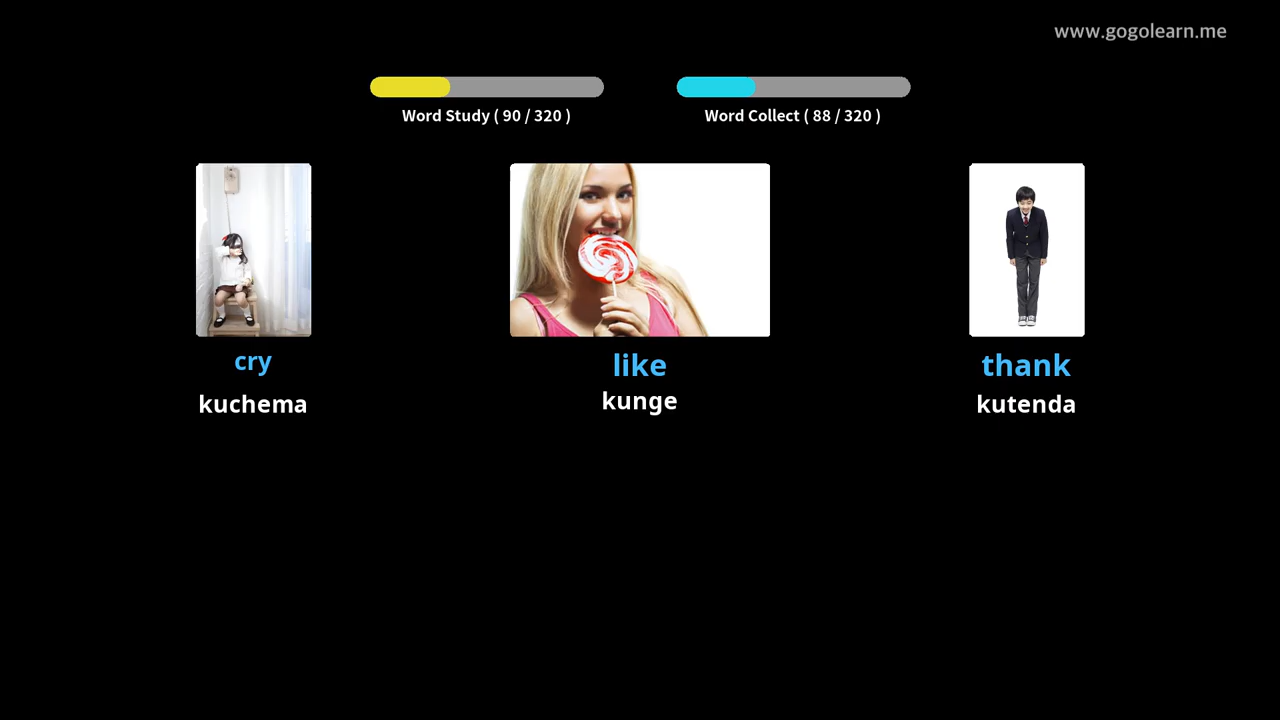 www.gogolearn.me
Word Study ( 90 / 320 )
Word Collect ( 88 / 320 )
cry
kuchema
like
kunge
thank
kutenda